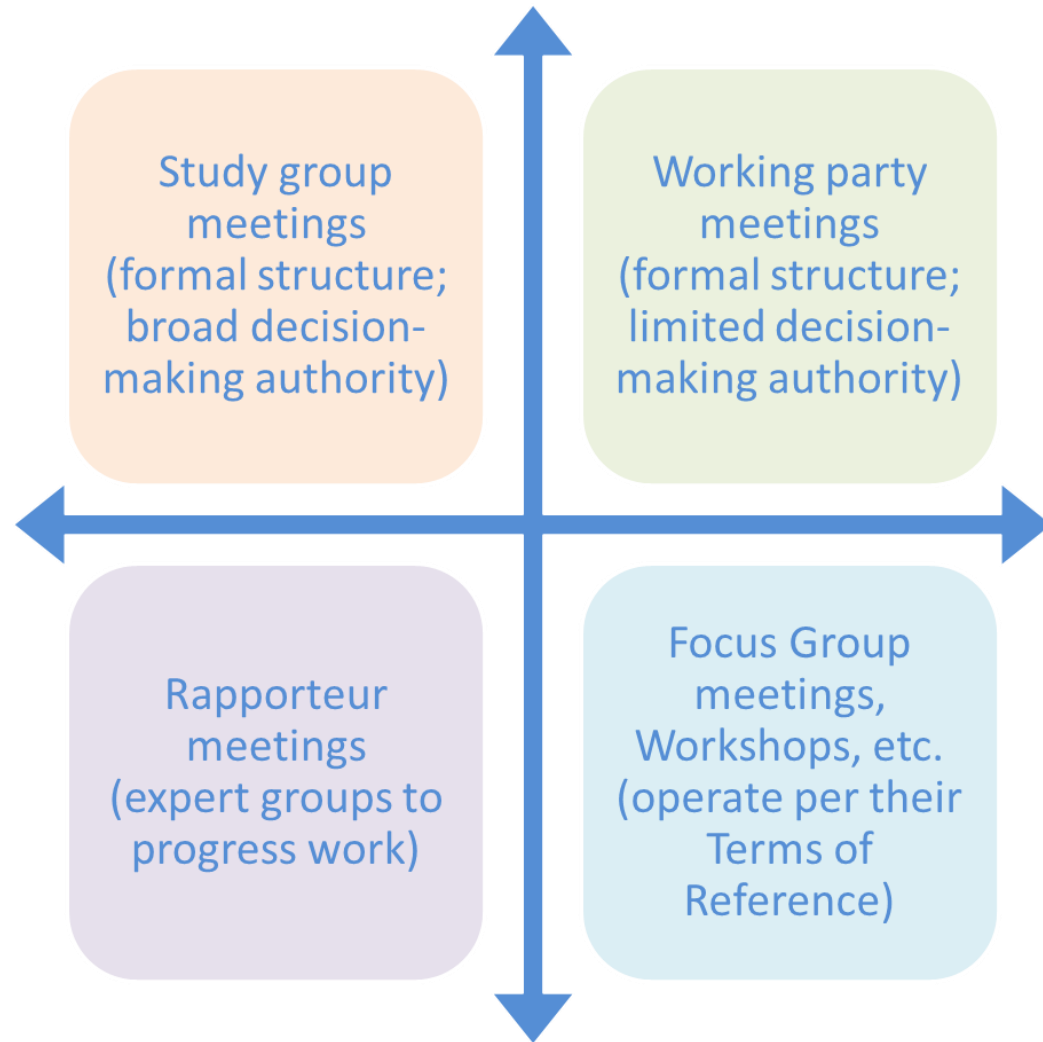 Study group
meetings
(formal structure;
broad decision-
making authority)
Working party
meetings
(formal structure;
limited decision-
making authority)
Rapporteur
meetings
(expert groups to
progress work)
Focus Group
meetings,
Workshops, etc.
(operate per their
Terms of
Reference)